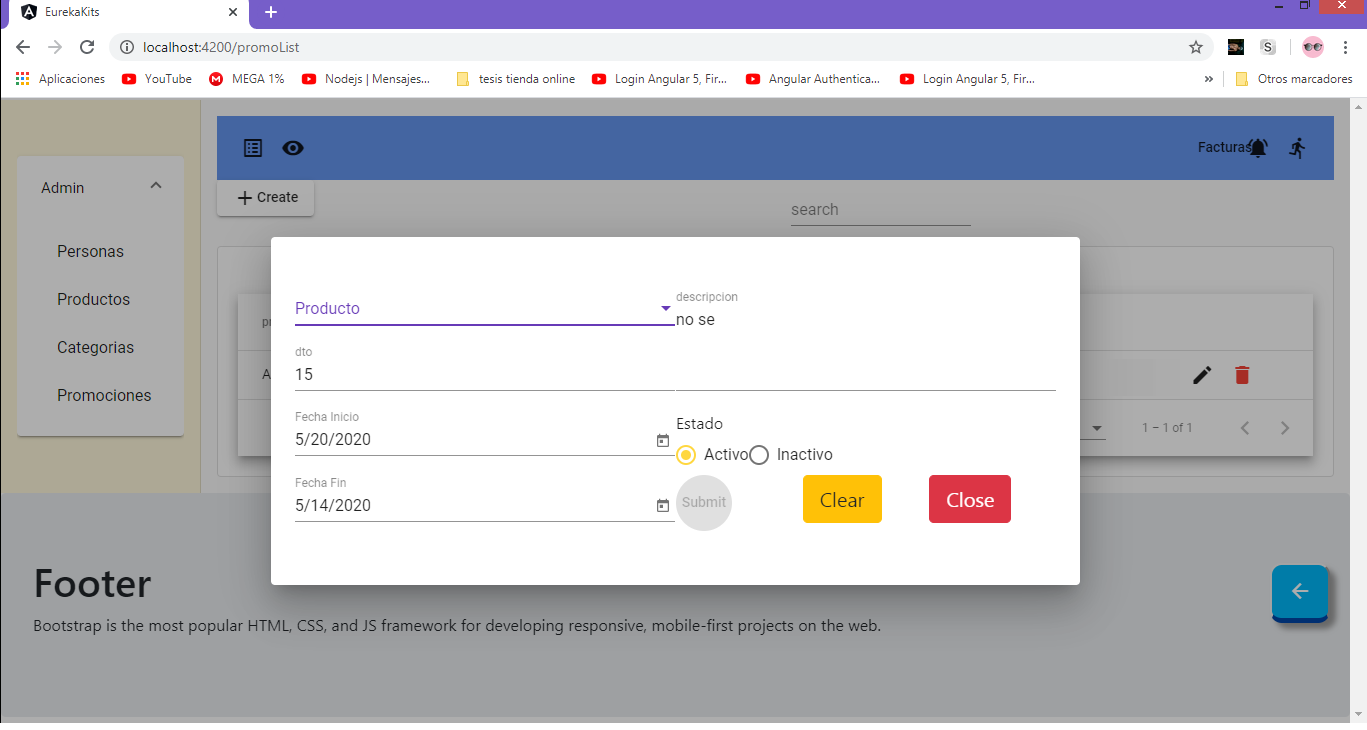 EurekaKits
localhost:4200/promoList
S
Aplicaciones YouTube MEGA 1% Nodejs | Mensajes... tesis tienda online Login Angular 5, Fir... Angular Authentica... Login Angular 5, Fir... » Otros marcadores
Facturas
Admin
Personas
Productos
Categorias
Promociones
+ Create
search
Producto
descripcion
no se
dto
15
Fecha Inicio
5/20/2020
Estado
Activo Inactivo
Fecha Fin
5/14/2020
Submit Clear Close
1 – 1 of 1
Footer
Bootstrap is the most popular HTML, CSS, and JS framework for developing responsive, mobile-first projects on the web.